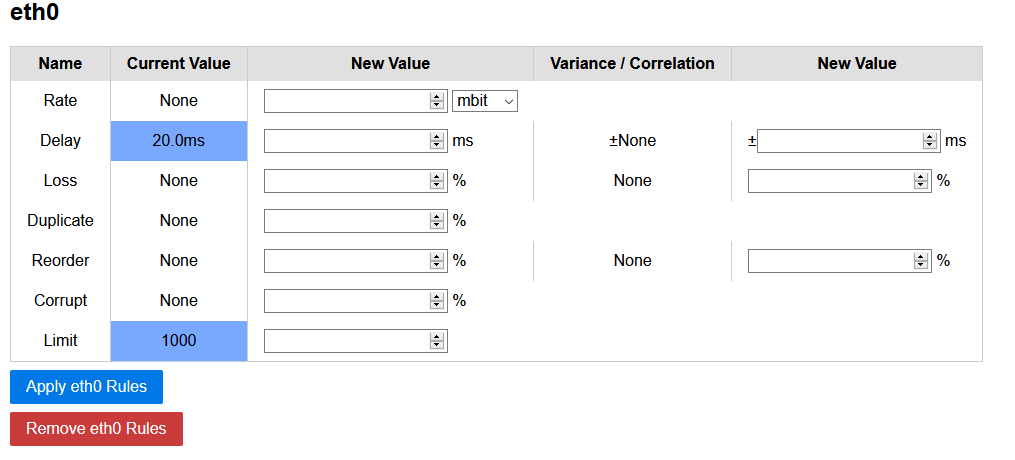 eth0
Name Current Value New Value Variance / Correlation New Value
Rate None mbit
Delay 20.0ms ms ±None ± ms
Loss None % None %
Duplicate None %
Reorder None % None %
Corrupt None %
Limit 1000
Apply eth0 Rules
Remove eth0 Rules